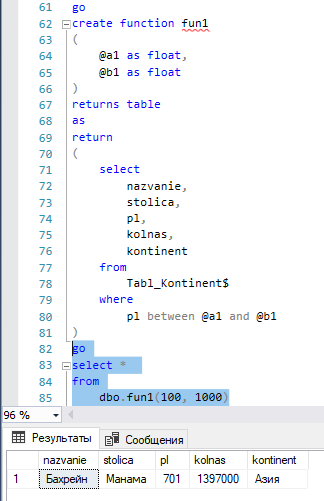 61 go
62 create function fun1
63 (
64 @a1 as float,
65 @b1 as float
66 )
67 returns table
68 as
69 return
70 (
71 select
72 nazvanie,
73 stolica,
74 pl,
75 kolnas,
76 kontinent
77 from
78 Tabl_Kontinent$
79 where
80 pl between @a1 and @b1
81 )
82 go
83 select *
84 from
85 dbo.fun1(100, 1000)
96 %
Результаты Сообщения
nazvanie stolica pl kolnas kontinent
1 Бахрейн Манама 701 1397000 Азия